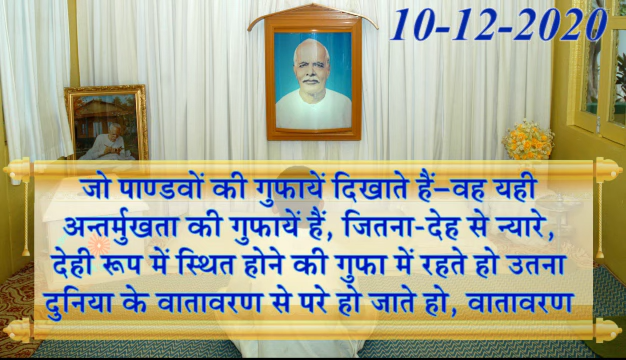 10-12-2020
जो पाण्डवों की गुफायें दिखाते हैं–वह यही
अन्तर्मुखता की गुफायें हैं, जितना-देह से न्यारे,
देही रूप में स्थित होने की गुफा में रहते हो उतना
दुनिया के वातावरण से परे हो जाते हो, वातावरण